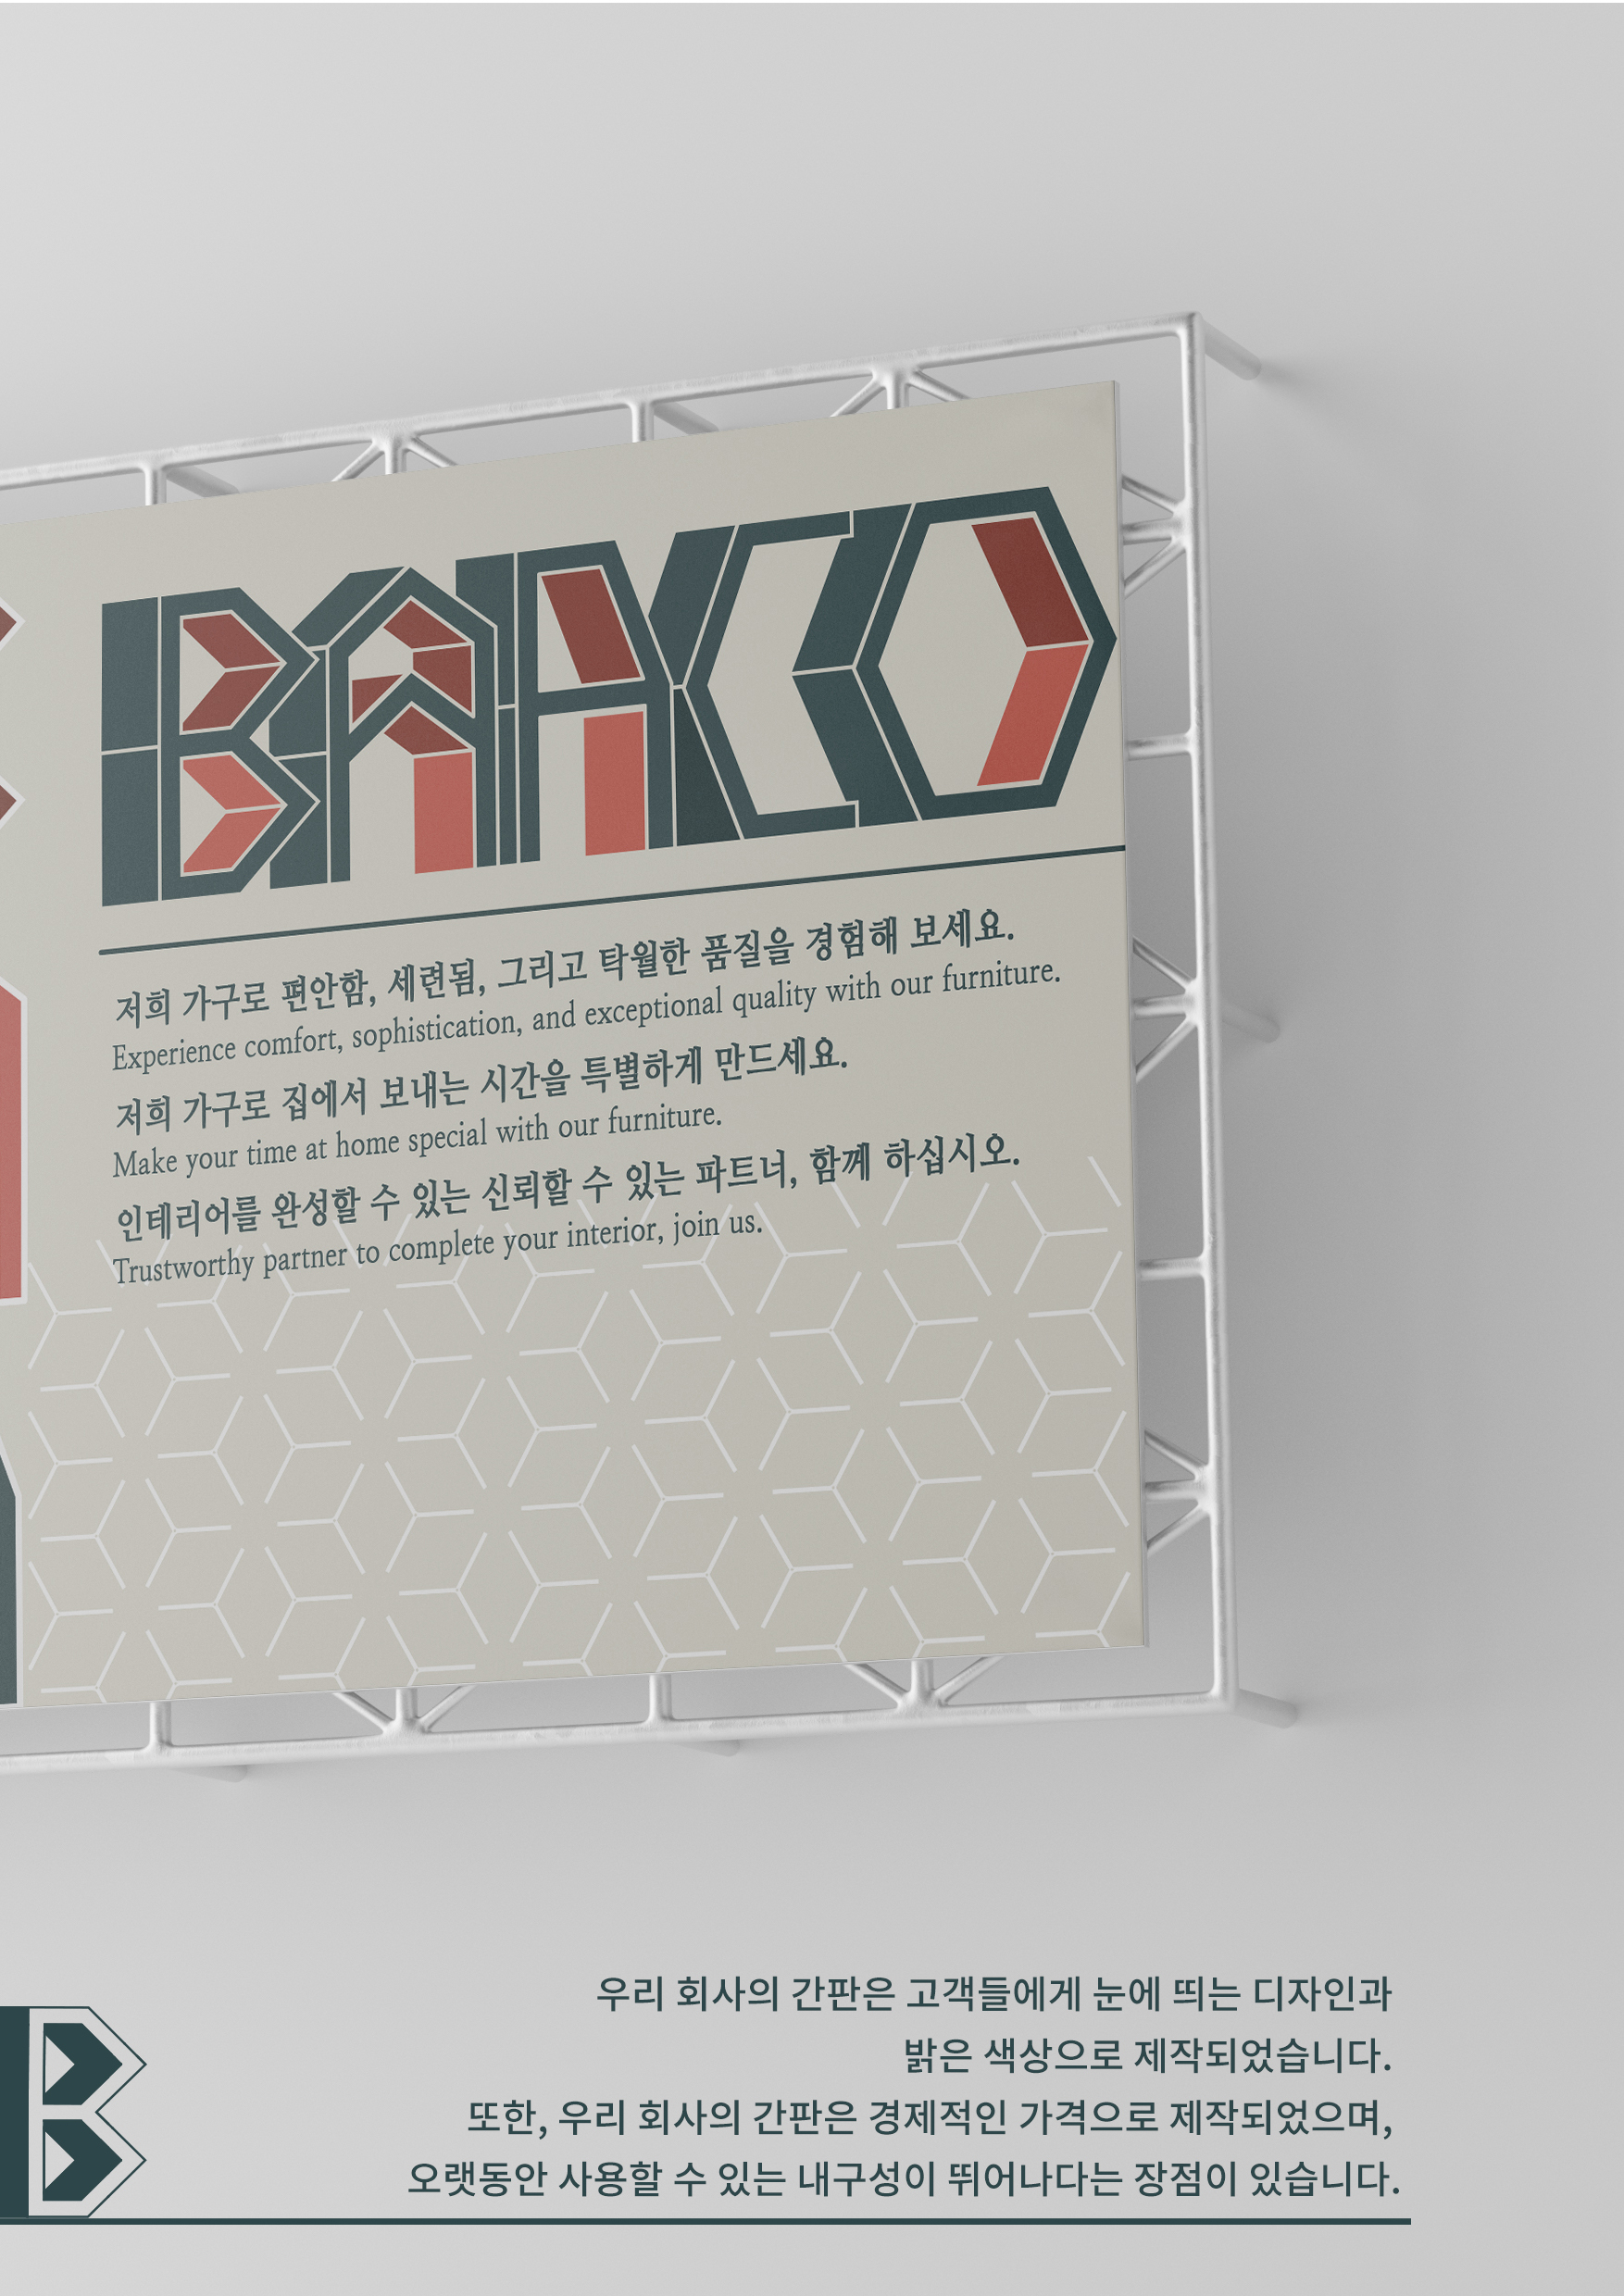 BAACO
저희 가구로 편안함, 세련됨, 그리고 탁월한 품질을 경험해 보세요.
Experience comfort, sophistication, and exceptional quality with our furniture.
저희 가구로 집에서 보내는 시간을 특별하게 만드세요.
Make your time at home special with our furniture.
인테리어를 완성할 수 있는 신뢰할 수 있는 파트너, 함께 하십시오.
Trustworthy partner to complete your interior, join us.
우리 회사의 간판은 고객들에게 눈에 띄는 디자인과
밝은 색상으로 제작되었습니다.
또한, 우리 회사의 간판은 경제적인 가격으로 제작되었으며,
오랫동안 사용할 수 있는 내구성이 뛰어나다는 장점이 있습니다.
B